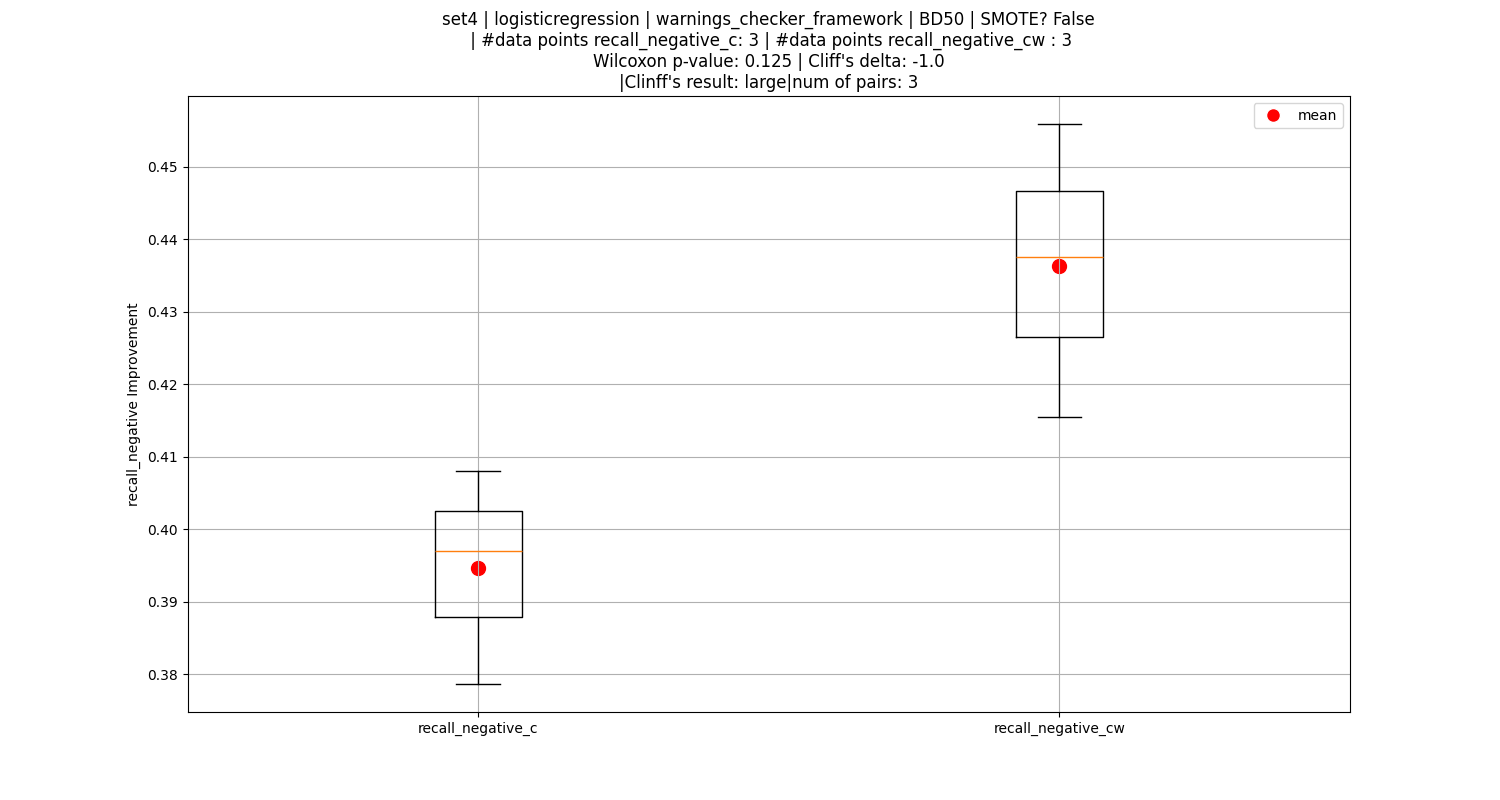 set4 | logisticregression | warnings_checker_framework | BD50 | SMOTE? False
| #data points recall_negative_c: 3 | #data points recall_negative_cw : 3
Wilcoxon p-value: 0.125 | Cliff's delta: -1.0
|Clinff's result: large|num of pairs: 3
mean
recall_negative Improvement
0.45
0.44
0.43
0.42
0.41
0.40
0.39
0.38
recall_negative_c
recall_negative_cw